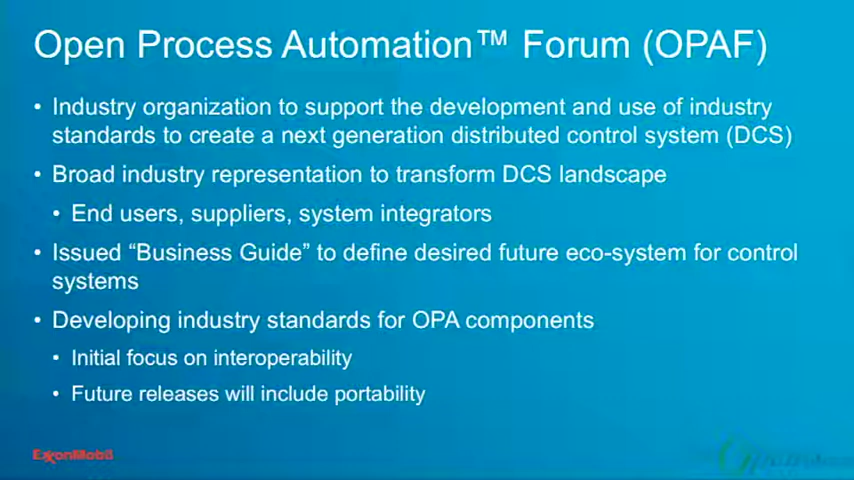 Open Process Automation™ Forum (OPAF)
• Industry organization to support the development and use of industry
standards to create a next generation distributed control system (DCS)
• Broad industry representation to transform DCS landscape
• End users, suppliers, system integrators
• Issued “Business Guide” to define desired future eco-system for control
systems
• Developing industry standards for OPA components
• Initial focus on interoperability
• Future releases will include portability
ExxonMobil